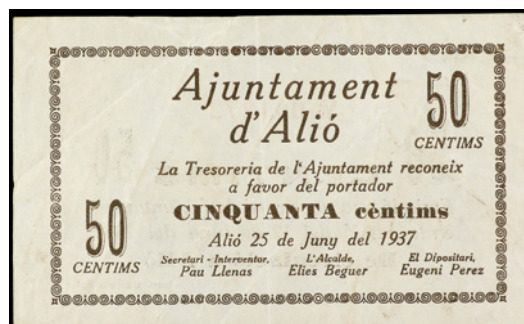 Ajuntament
d'Alió
50
CENTIMS
La Tresoreria de l'Ajuntament reconeix
a favor del portador
CINQUANTA cèntims
Alió 25 de Juny del 1937
50
CENTIMS
Secretari - Interventor, L'Alcalde, El Dipositari,
Pau Llenas Elies Beguer Eugeni Perez